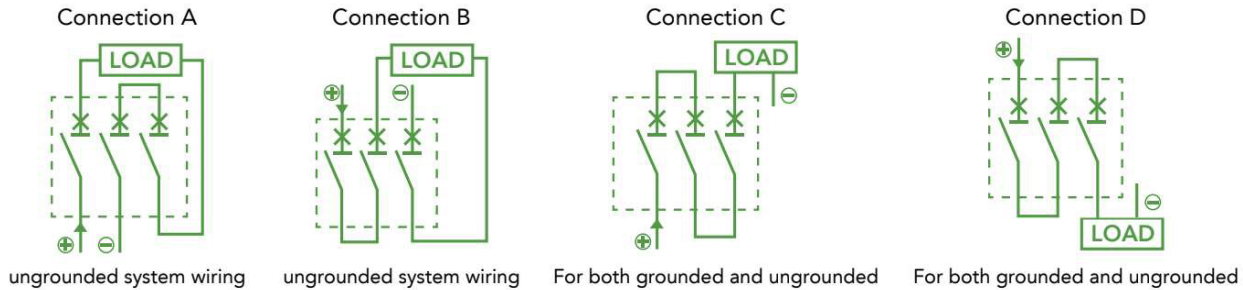 Connection A
Connection B
Connection C
Connection D
LOAD
LOAD
LOAD
LOAD
⊕
⊖
⊕
⊖
⊕
⊖
⊕
⊖
ungrounded system wiring
ungrounded system wiring
For both grounded and ungrounded
For both grounded and ungrounded